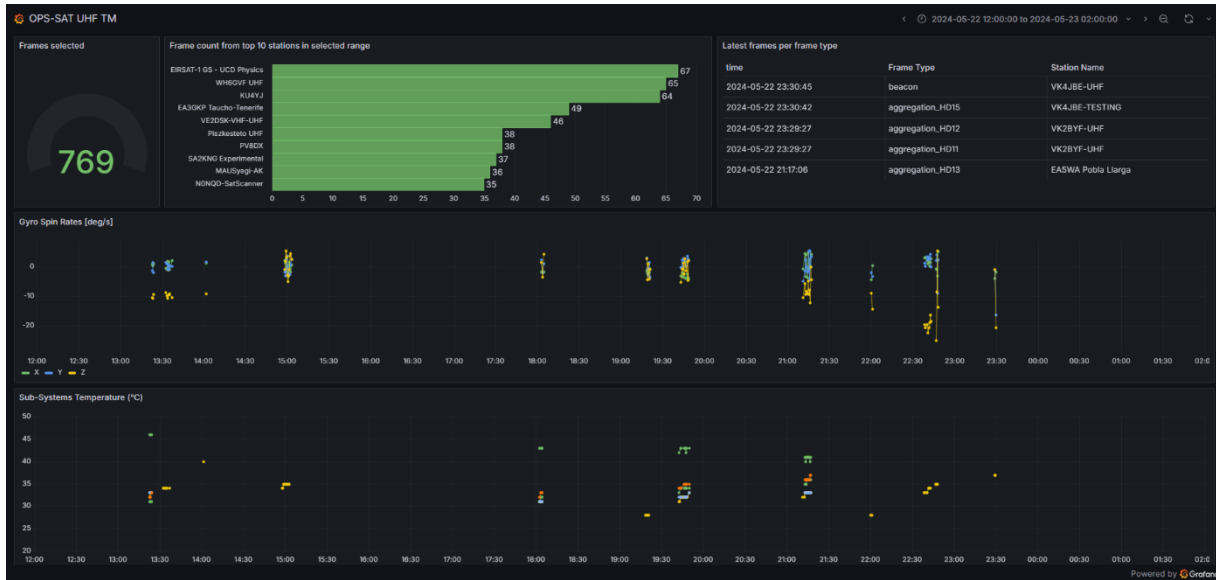 OPS-SAT UHF TM
2024-05-22 12:00:00 to 2024-05-23 02:00:00
Frames selected
769
Frame count from top 10 stations in selected range
EIRSAT-1 GS - UCD Physics 67
WH6GVF UHF 65
KU4YJ 64
EA3GKP Taucho-Tenerife 49
VE2DSK-VHF-UHF 46
Piszkesteto UHF 38
PV8DX 38
SA2KNG Experimental 37
MAUSyagi-AK 36
N0NQO-SatScanner 35
0 5 10 15 20 25 30 35 40 45 50 55 60 65 70
Latest frames per frame type
time Frame Type Station Name
2024-05-22 23:30:45 beacon VK4JBE-UHF
2024-05-22 23:30:42 aggregation_HD15 VK4JBE-TESTING
2024-05-22 23:29:27 aggregation_HD12 VK2BYF-UHF
2024-05-22 23:29:27 aggregation_HD11 VK2BYF-UHF
2024-05-22 21:17:06 aggregation_HD13 EA5WA Pobla Llarga
Gyro Spin Rates [deg/s]
0
-10
-20
12:00 12:30 13:00 13:30 14:00 14:30 15:00 15:30 16:00 16:30 17:00 17:30 18:00 18:30 19:00 19:30 20:00 20:30 21:00 21:30 22:00 22:30 23:00 23:30 00:00 00:30 01:00 01:30 02:0
X Y Z
Sub-Systems Temperature (°C)
50
45
40
35
30
25
20
12:00 12:30 13:00 13:30 14:00 14:30 15:00 15:30 16:00 16:30 17:00 17:30 18:00 18:30 19:00 19:30 20:00 20:30 21:00 21:30 22:00 22:30 23:00 23:30 00:00 00:30 01:00 01:30 02:0
Powered by Grafana